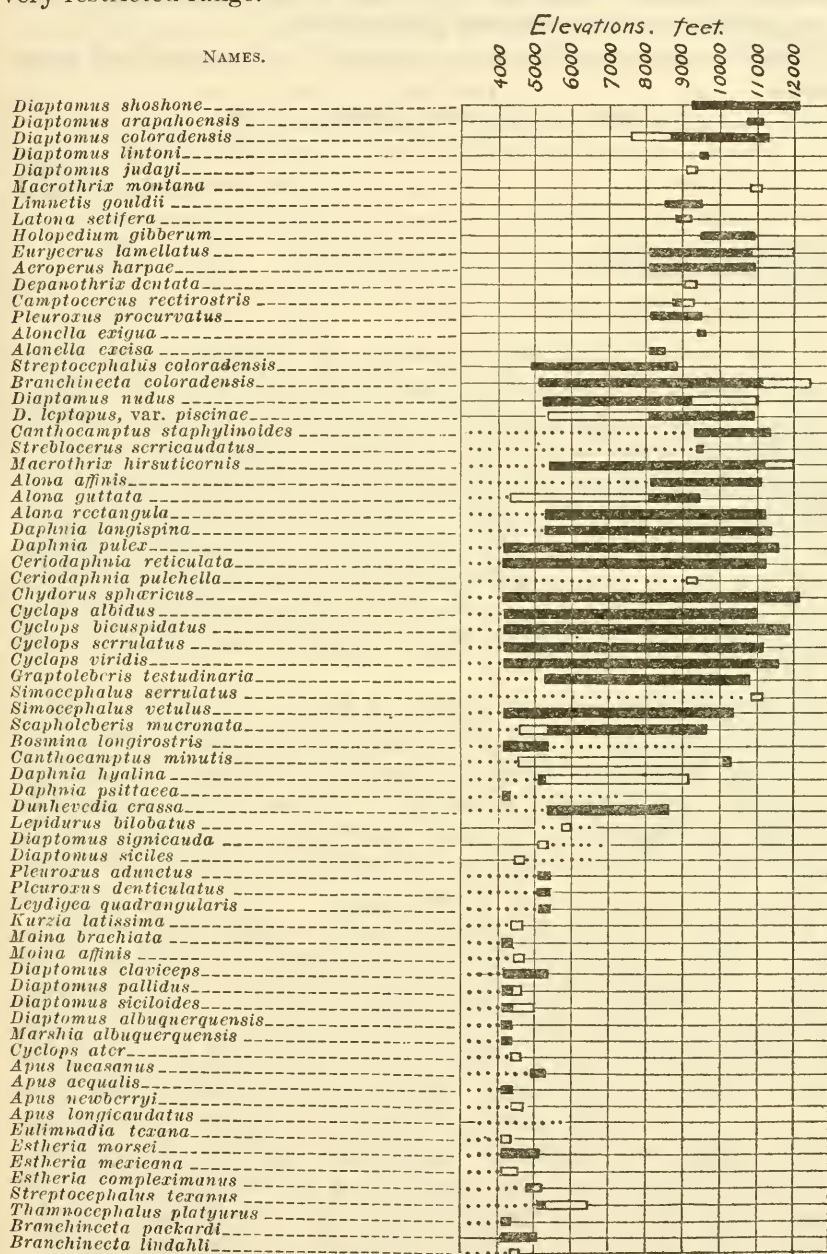 very restricted range.
Elevations. feet.
NAMES.
4000 5000 6000 7000 8000 9000 10000 11000 12000
Diaptomus shoshone
Diaptomus arapahoensis
Diaptomus coloradensis
Diaptomus lintoni
Diaptomus judayi
Macrothrix montana
Limnetis gouldii
Latona setifera
Holopedium gibberum
Eurycercus lamellatus
Acroperus harpae
Depanothrix dentata
Camptocercus rectirostris
Pleuroxus procurvatus
Alonella exigua
Alonella excisa
Streptocephalus coloradensis
Branchinecta coloradensis
Diaptomus nudus
D. leptopus, var. piscinae
Canthocamptus staphylinoides
Streblocerus serricaudatus
Macrothrix hirsuticornis
Alona affinis
Alona guttata
Alona rectangula
Daphnia longispina
Daphnia pulex
Ceriodaphnia reticulata
Ceriodaphnia pulchella
Chydorus sphæricus
Cyclops albidus
Cyclops bicuspidatus
Cyclops serrulatus
Cyclops viridis
Graptoleberis testudinaria
Simocephalus serrulatus
Simocephalus vetulus
Scapholeberis mucronata
Bosmina longirostris
Canthocamptus minutis
Daphnia hyalina
Daphnia psittacea
Dunhevedia crassa
Lepidurus bilobatus
Diaptomus signicauda
Diaptomus siciles
Pleuroxus adunctus
Pleuroxus denticulatus
Leydigea quadrangularis
Kurzia latissima
Moina brachiata
Moina affinis
Diaptomus claviceps
Diaptomus pallidus
Diaptomus siciloides
Diaptomus albuquerquensis
Marshia albuquerquensis
Cyclops ater
Apus lucasanus
Apus aequalis
Apus newberryi
Apus longicaudatus
Eulimnadia texana
Estheria morsei
Estheria mexicana
Estheria compleximanus
Streptocephalus texanus
Thamnocephalus platyurus
Branchinecta packardi
Branchinecta lindahli